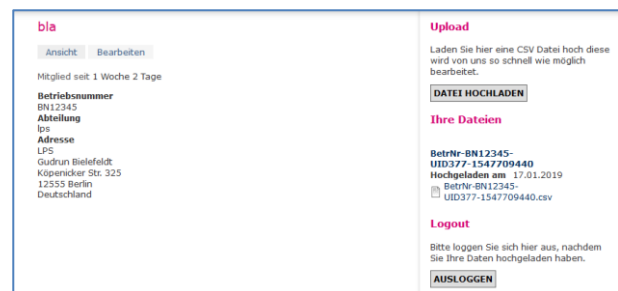 bla
Ansicht Bearbeiten
Mitglied seit 1 Woche 2 Tage
Betriebsnummer
BN12345
Abteilung
lps
Adresse
LPS
Gudrun Bielefeldt
Köpenicker Str. 325
12555 Berlin
Deutschland
Upload
Laden Sie hier eine CSV Datei hoch diese
wird von uns so schnell wie möglich
bearbeitet.
DATEI HOCHLADEN
Ihre Dateien
BetrNr-BN12345-
UID377-1547709440
Hochgeladen am 17.01.2019
BetrNr-BN12345-
UID377-1547709440.csv
Logout
Bitte loggen Sie sich hier aus, nachdem
Sie Ihre Daten hochgeladen haben.
AUSLOGGEN